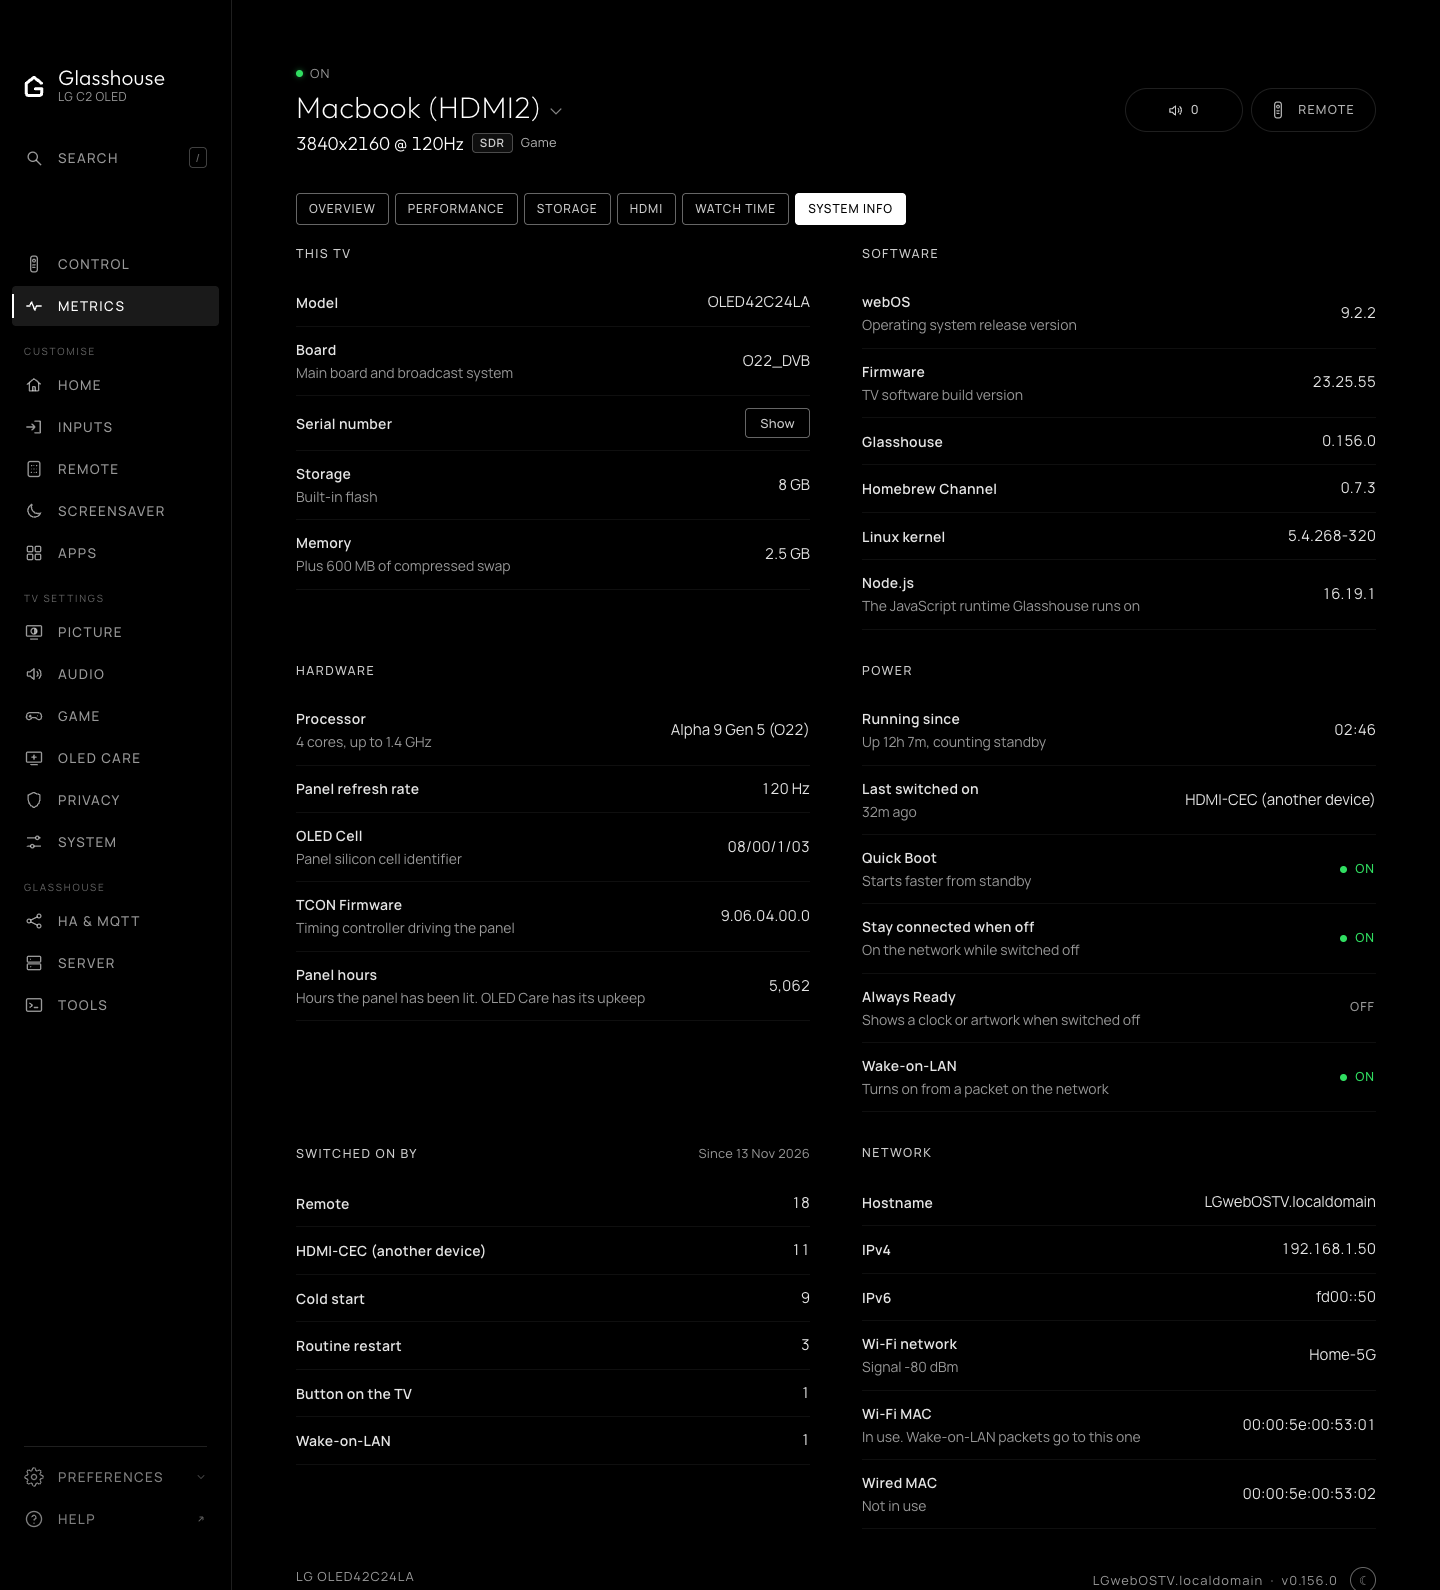 Glasshouse
LG C2 OLED
SEARCH /
CONTROL
METRICS
CUSTOMISE
HOME
INPUTS
REMOTE
SCREENSAVER
APPS
TV SETTINGS
PICTURE
AUDIO
GAME
OLED CARE
PRIVACY
SYSTEM
GLASSHOUSE
HA & MQTT
SERVER
TOOLS
PREFERENCES
HELP
ON
Macbook (HDMI2)
3840x2160 @ 120Hz SDR Game
0
REMOTE
OVERVIEW PERFORMANCE STORAGE HDMI WATCH TIME SYSTEM INFO
THIS TV
Model OLED42C24LA
Board
Main board and broadcast system
O22_DVB
Serial number Show
Storage
Built-in flash
8 GB
Memory
Plus 600 MB of compressed swap
2.5 GB
SOFTWARE
webOS
Operating system release version
9.2.2
Firmware
TV software build version
23.25.55
Glasshouse 0.156.0
Homebrew Channel 0.7.3
Linux kernel 5.4.268-320
Node.js
The JavaScript runtime Glasshouse runs on
16.19.1
HARDWARE
Processor
4 cores, up to 1.4 GHz
Alpha 9 Gen 5 (O22)
Panel refresh rate 120 Hz
OLED Cell
Panel silicon cell identifier
08/00/1/03
TCON Firmware
Timing controller driving the panel
9.06.04.00.0
Panel hours
Hours the panel has been lit. OLED Care has its upkeep
5,062
POWER
Running since
Up 12h 7m, counting standby
02:46
Last switched on
32m ago
HDMI-CEC (another device)
Quick Boot
Starts faster from standby
ON
Stay connected when off
On the network while switched off
ON
Always Ready
Shows a clock or artwork when switched off
OFF
Wake-on-LAN
Turns on from a packet on the network
ON
SWITCHED ON BY Since 13 Nov 2026
Remote 18
HDMI-CEC (another device) 11
Cold start 9
Routine restart 3
Button on the TV 1
Wake-on-LAN 1
NETWORK
Hostname LGwebOSTV.localdomain
IPv4 192.168.1.50
IPv6 fd00::50
Wi-Fi network
Signal -80 dBm
Home-5G
Wi-Fi MAC
In use. Wake-on-LAN packets go to this one
00:00:5e:00:53:01
Wired MAC
Not in use
00:00:5e:00:53:02
LG OLED42C24LA
LGwebOSTV.localdomain · v0.156.0